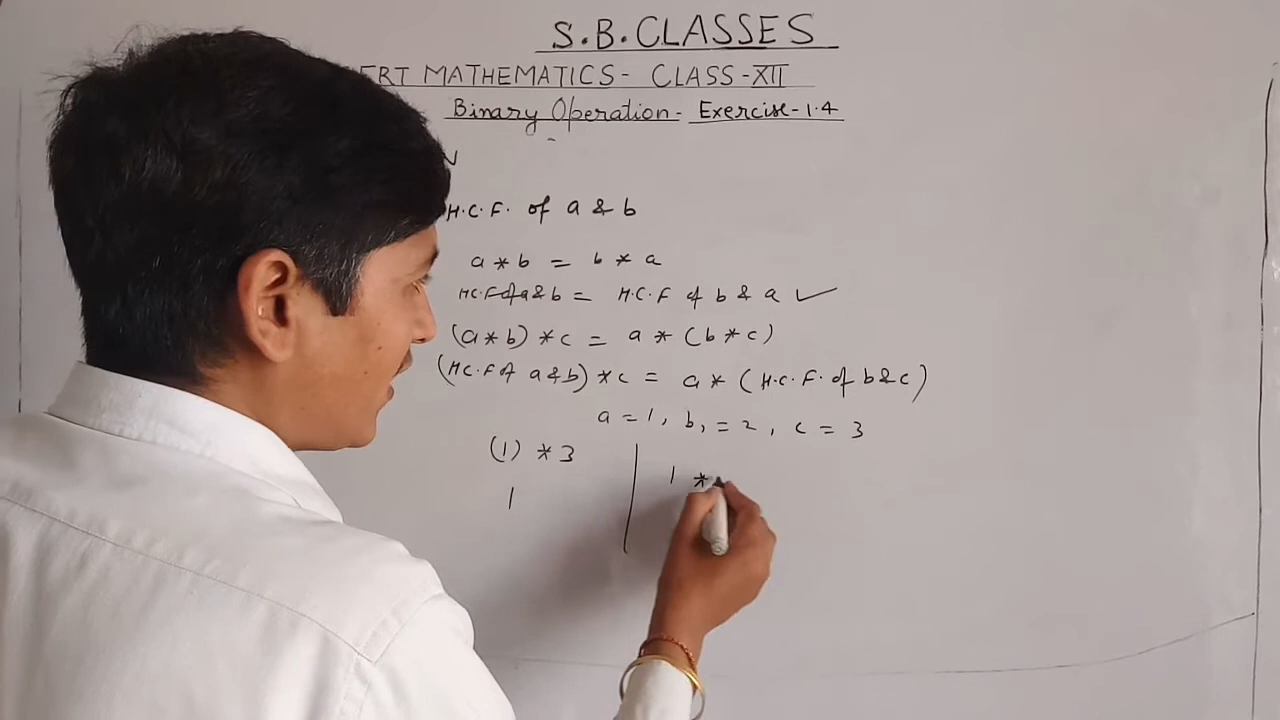 S.B. CLASSES
ERT MATHEMATICS - CLASS - XII
Binary Operation - Exercise - 1.4
N
H.C.F. of a & b
a * b = b * a
H.C.F of a & b = H.C.F of b & a ✓
(a * b) * c = a * (b * c)
(H.C.F of a & b) * c = a * (H.C.F. of b & c)
a = 1, b, = 2, c = 3
(1) * 3
1 *
1